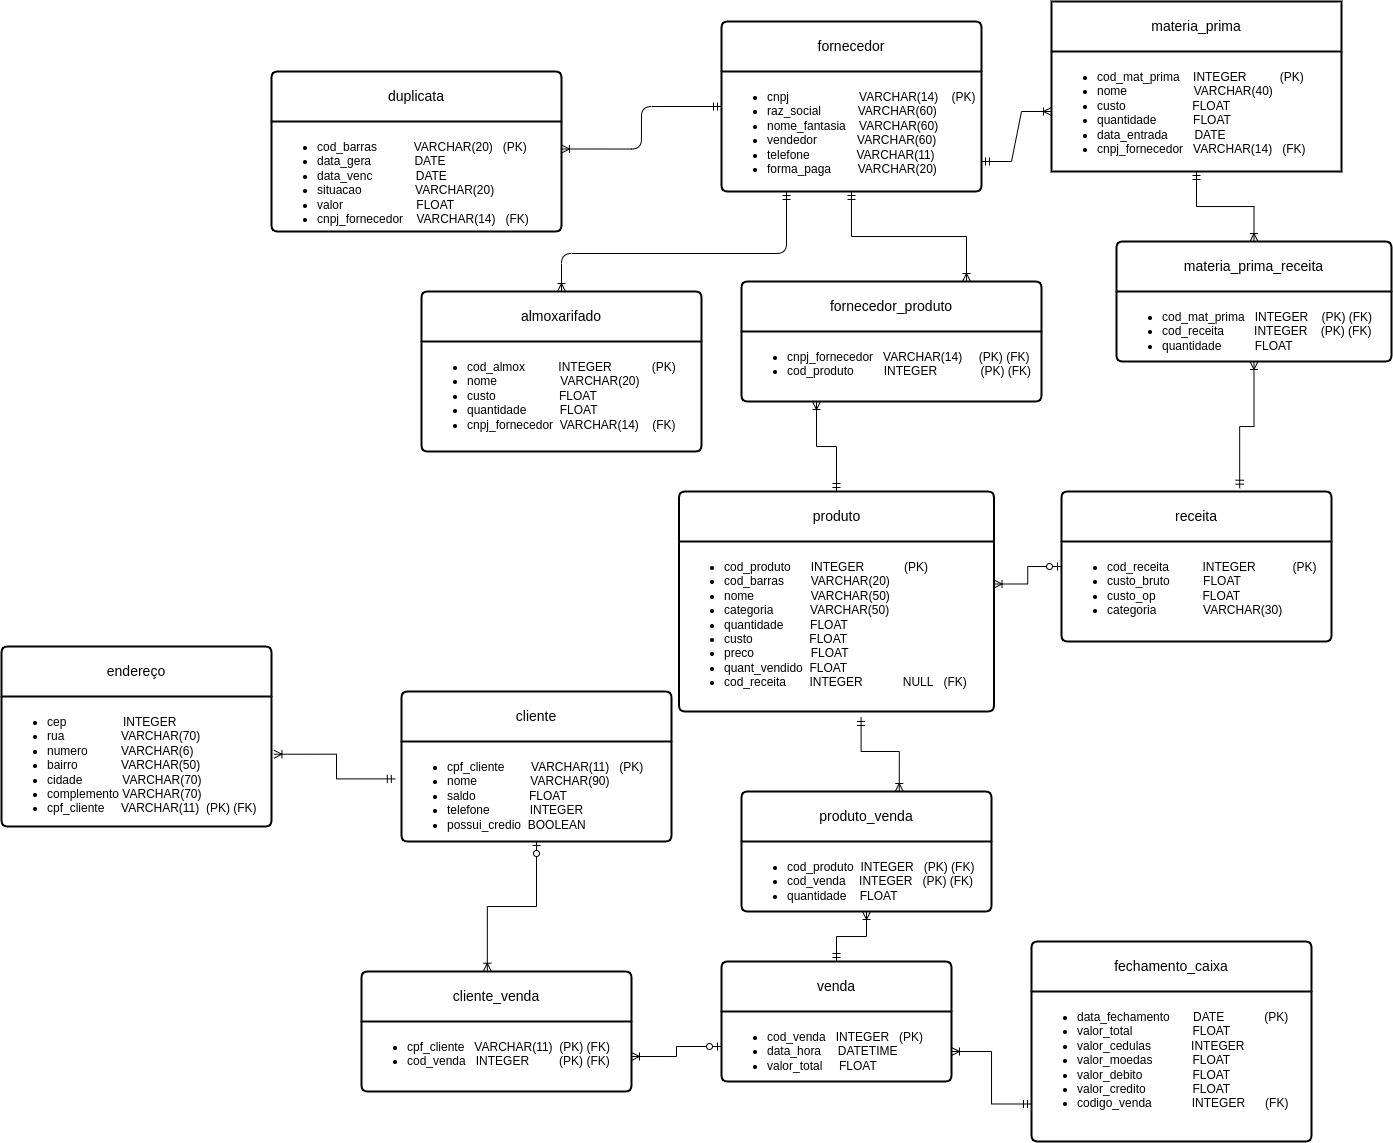 materia_prima
cod_mat_prima INTEGER (PK)
nome VARCHAR(40)
custo FLOAT
quantidade FLOAT
data_entrada DATE
cnpj_fornecedor VARCHAR(14) (FK)
fornecedor
cnpj VARCHAR(14) (PK)
raz_social VARCHAR(60)
nome_fantasia VARCHAR(60)
vendedor VARCHAR(60)
telefone VARCHAR(11)
forma_paga VARCHAR(20)
duplicata
cod_barras VARCHAR(20) (PK)
data_gera DATE
data_venc DATE
situacao VARCHAR(20)
valor FLOAT
cnpj_fornecedor VARCHAR(14) (FK)
materia_prima_receita
cod_mat_prima INTEGER (PK) (FK)
cod_receita INTEGER (PK) (FK)
quantidade FLOAT
almoxarifado
cod_almox INTEGER (PK)
nome VARCHAR(20)
custo FLOAT
quantidade FLOAT
cnpj_fornecedor VARCHAR(14) (FK)
fornecedor_produto
cnpj_fornecedor VARCHAR(14) (PK) (FK)
cod_produto INTEGER (PK) (FK)
produto
cod_produto INTEGER (PK)
cod_barras VARCHAR(20)
nome VARCHAR(50)
categoria VARCHAR(50)
quantidade FLOAT
custo FLOAT
preco FLOAT
quant_vendido FLOAT
cod_receita INTEGER NULL (FK)
receita
cod_receita INTEGER (PK)
custo_bruto FLOAT
custo_op FLOAT
categoria VARCHAR(30)
endereço
cep INTEGER
rua VARCHAR(70)
numero VARCHAR(6)
bairro VARCHAR(50)
cidade VARCHAR(70)
complemento VARCHAR(70)
cpf_cliente VARCHAR(11) (PK) (FK)
cliente
cpf_cliente VARCHAR(11) (PK)
nome VARCHAR(90)
saldo FLOAT
telefone INTEGER
possui_credio BOOLEAN
produto_venda
cod_produto INTEGER (PK) (FK)
cod_venda INTEGER (PK) (FK)
quantidade FLOAT
cliente_venda
cpf_cliente VARCHAR(11) (PK) (FK)
cod_venda INTEGER (PK) (FK)
venda
cod_venda INTEGER (PK)
data_hora DATETIME
valor_total FLOAT
fechamento_caixa
data_fechamento DATE (PK)
valor_total FLOAT
valor_cedulas INTEGER
valor_moedas FLOAT
valor_debito FLOAT
valor_credito FLOAT
codigo_venda INTEGER (FK)